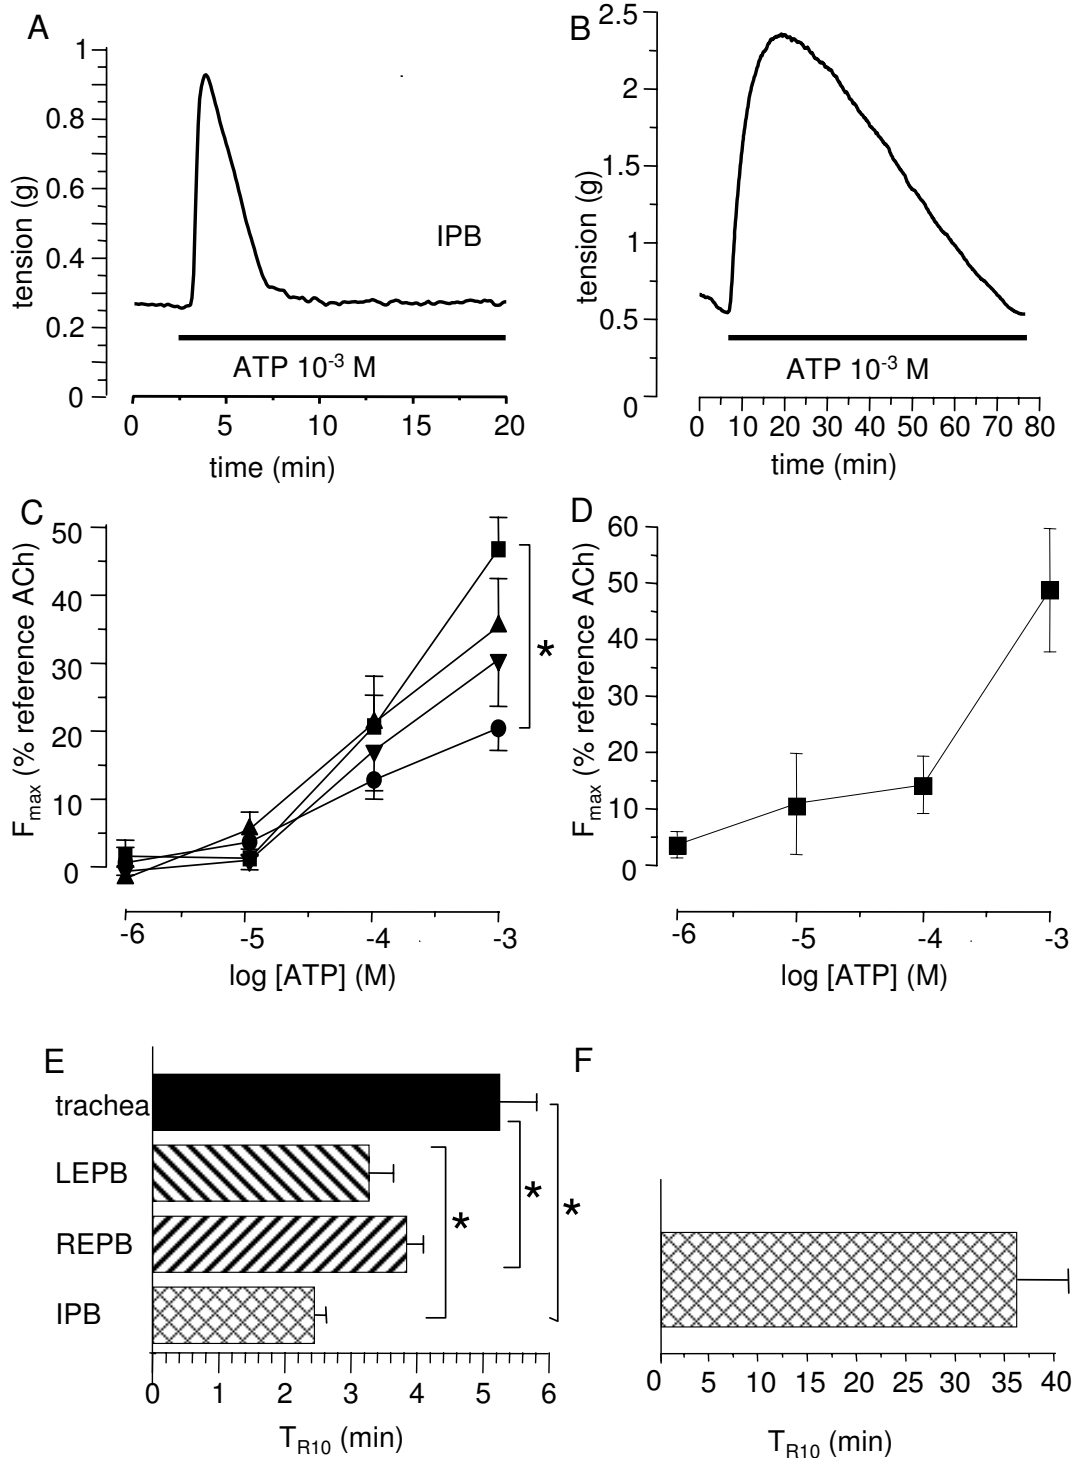 A
1
0.8
0.6
0.4
0.2
0
tension (g)
IPB
ATP 10⁻³ M
0 5 10 15 20
time (min)
B
2.5
2
1.5
1
0.5
0
tension (g)
ATP 10⁻³ M
0 10 20 30 40 50 60 70 80
time (min)
C
50
40
30
20
10
0
F_max (% reference ACh)
*
-6 -5 -4 -3
log [ATP] (M)
D
60
50
40
30
20
10
0
F_max (% reference ACh)
-6 -5 -4 -3
log [ATP] (M)
E
trachea
LEPB
REPB
IPB
* * *
0 1 2 3 4 5 6
T_R10 (min)
F
0 5 10 15 20 25 30 35 40
T_R10 (min)